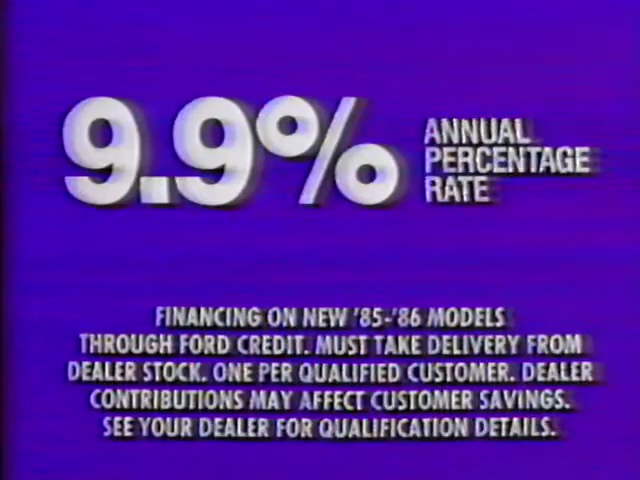 9.9% ANNUAL
PERCENTAGE
RATE
FINANCING ON NEW '85-'86 MODELS
THROUGH FORD CREDIT. MUST TAKE DELIVERY FROM
DEALER STOCK. ONE PER QUALIFIED CUSTOMER. DEALER
CONTRIBUTIONS MAY AFFECT CUSTOMER SAVINGS.
SEE YOUR DEALER FOR QUALIFICATION DETAILS.